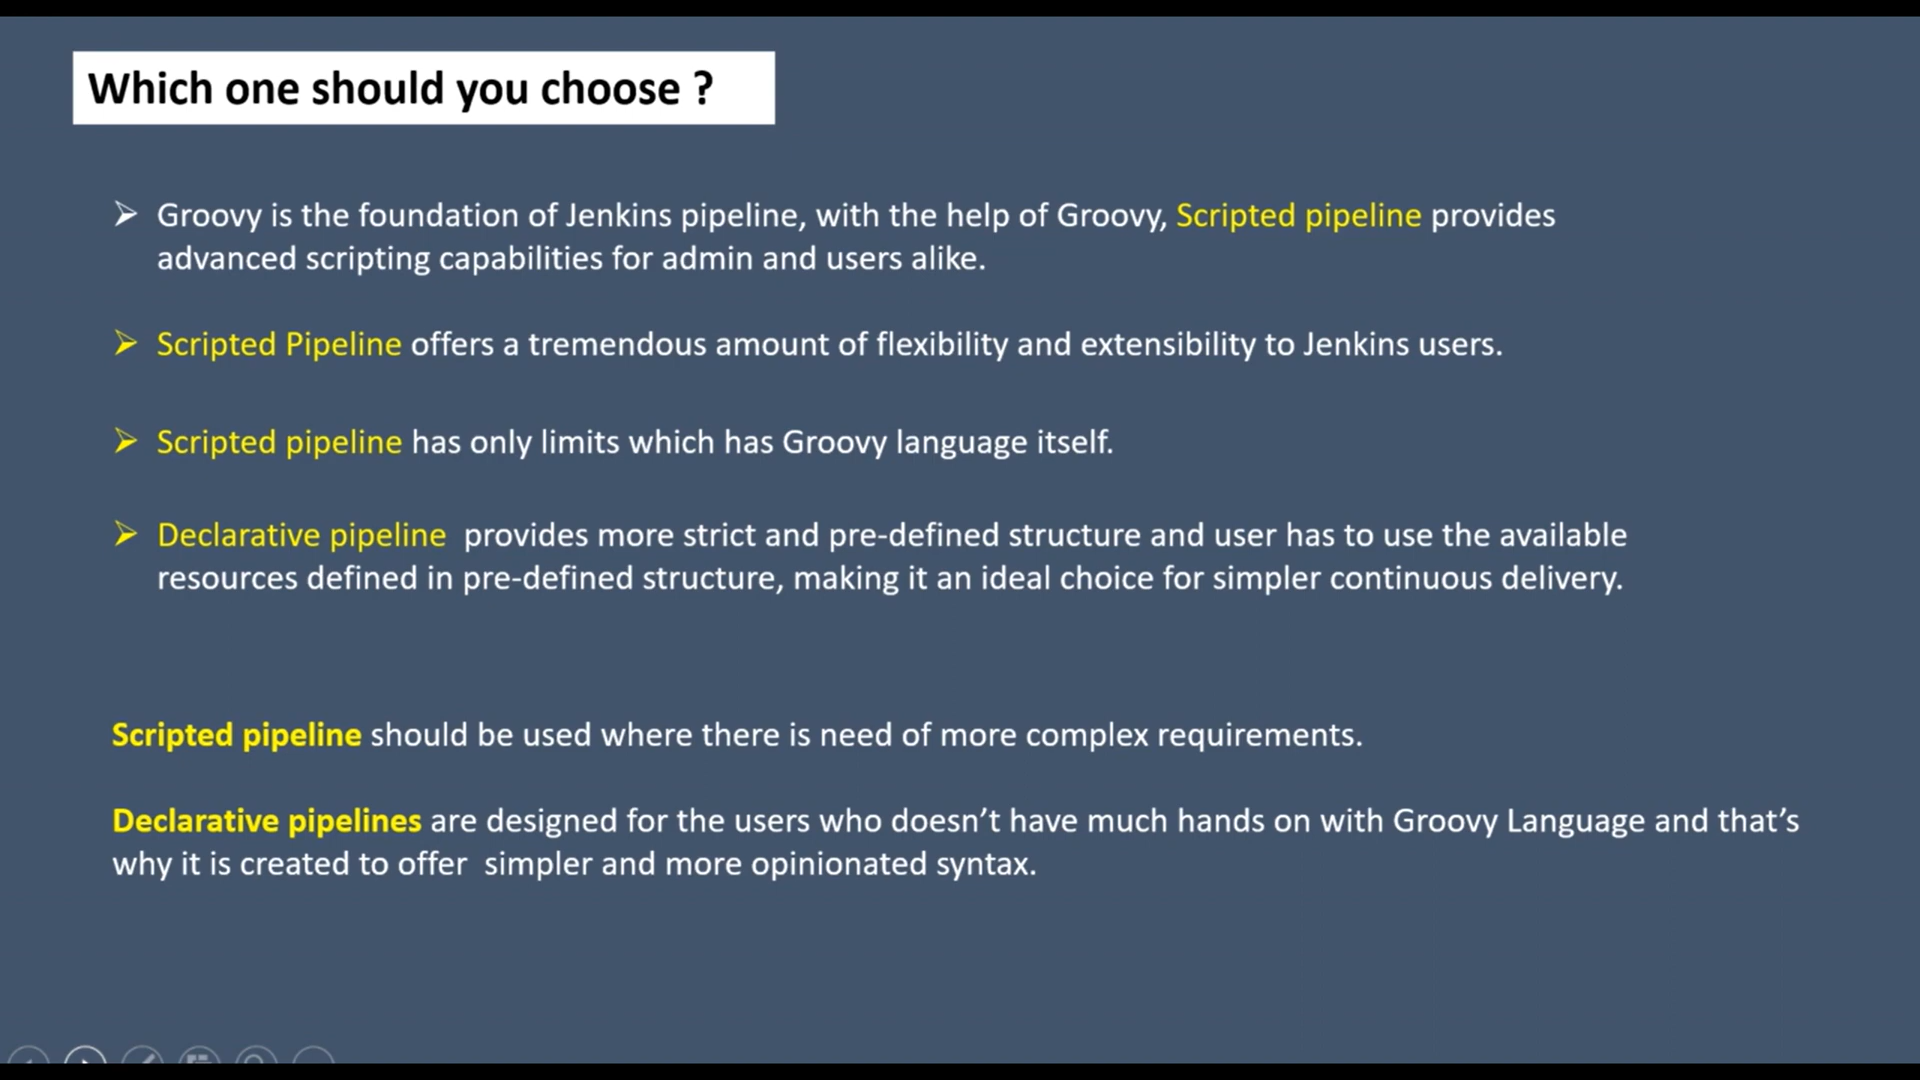 Which one should you choose ?
Groovy is the foundation of Jenkins pipeline, with the help of Groovy, Scripted pipeline provides
advanced scripting capabilities for admin and users alike.
Scripted Pipeline offers a tremendous amount of flexibility and extensibility to Jenkins users.
Scripted pipeline has only limits which has Groovy language itself.
Declarative pipeline  provides more strict and pre-defined structure and user has to use the available
resources defined in pre-defined structure, making it an ideal choice for simpler continuous delivery.
Scripted pipeline should be used where there is need of more complex requirements.
Declarative pipelines are designed for the users who doesn’t have much hands on with Groovy Language and that’s
why it is created to offer  simpler and more opinionated syntax.